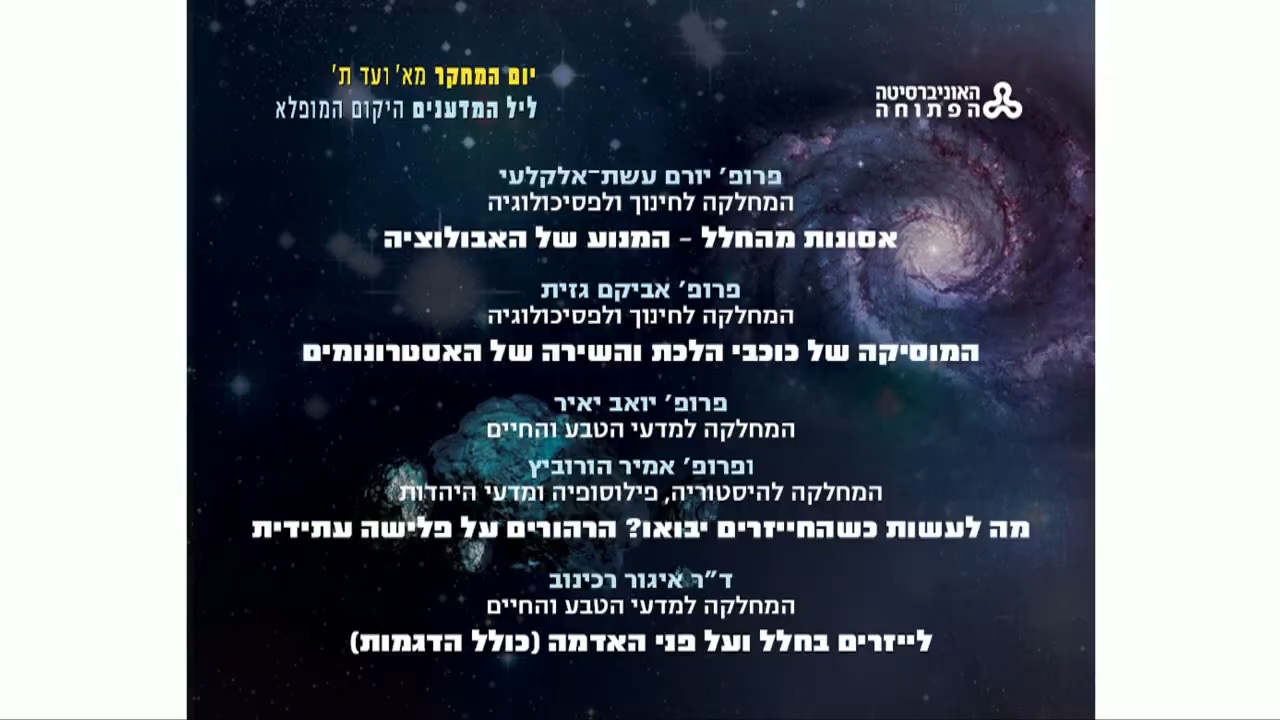 יום המחקר מא' ועד ת'
ליל המדענים היקום המופלא
האוניברסיטה
הפתוחה
פרופ' יורם עשת־אלקלעי
המחלקה לחינוך ולפסיכולוגיה
אסונות מהחלל - המנוע של האבולוציה
פרופ' אביקם גזית
המחלקה לחינוך ולפסיכולוגיה
המוסיקה של כוכבי הלכת והשירה של האסטרונומים
פרופ' יואב יאיר
המחלקה למדעי הטבע והחיים
ופרופ' אמיר הורוביץ
המחלקה להיסטוריה, פילוסופיה ומדעי היהדות
מה לעשות כשהחייזרים יבואו? הרהורים על פלישה עתידית
ד"ר איגור רכינוב
המחלקה למדעי הטבע והחיים
לייזרים בחלל ועל פני האדמה (כולל הדגמות)